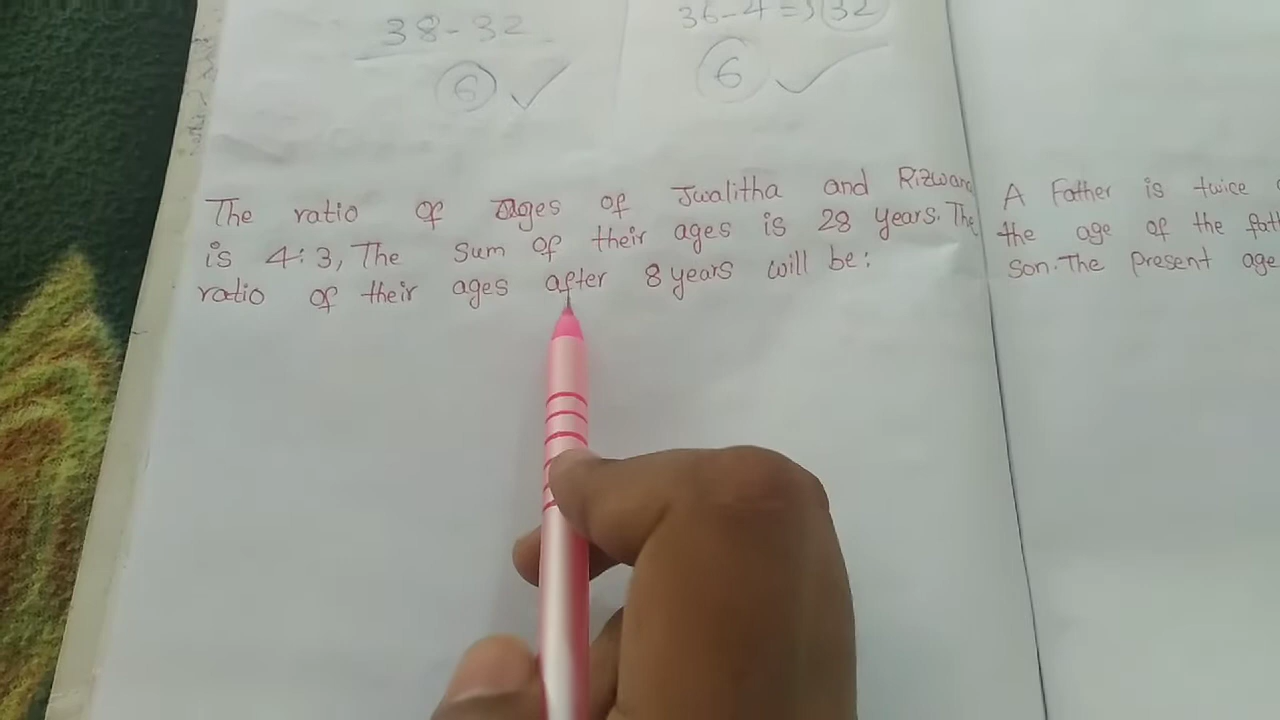 38-32
6
36-4=32
6
The ratio of Ages of Jwalitha and Rizwana
is 4:3, The sum of their ages is 28 years. The
ratio of their ages after 8 years will be:
A Father is twice
the age of the
son. The present age